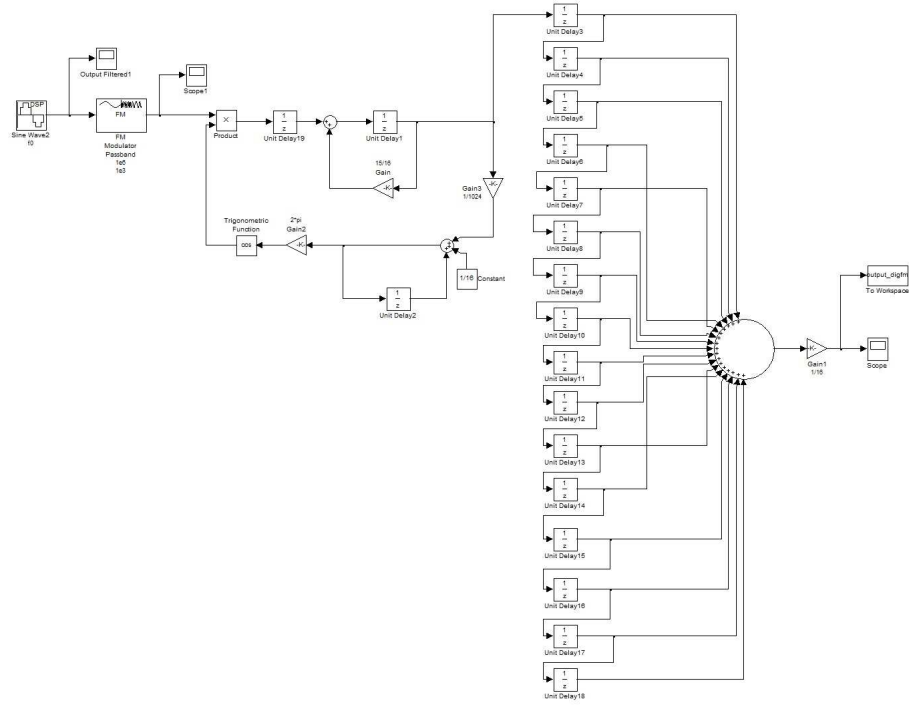 1
z
Unit Delay3
1
z
Unit Delay4
1
z
Unit Delay5
1
z
Unit Delay6
1
z
Unit Delay7
1
z
Unit Delay8
1
z
Unit Delay9
1
z
Unit Delay10
1
z
Unit Delay11
1
z
Unit Delay12
1
z
Unit Delay13
1
z
Unit Delay14
1
z
Unit Delay15
1
z
Unit Delay16
1
z
Unit Delay17
1
z
Unit Delay18
Output Filtered1
Scope1
DSP
Sine Wave2
f0
FM
FM
Modulator
Passband
1e6
1e3
×
Product
1
z
Unit Delay19
+
+
1
z
Unit Delay1
15/16
Gain
-K-
Gain3
1/1024
-K-
Trigonometric
Function
cos
2*pi
Gain2
-K-
1/16
Constant
1
z
Unit Delay2
-K-
Gain1
1/16
output_digfm
To Workspace
Scope